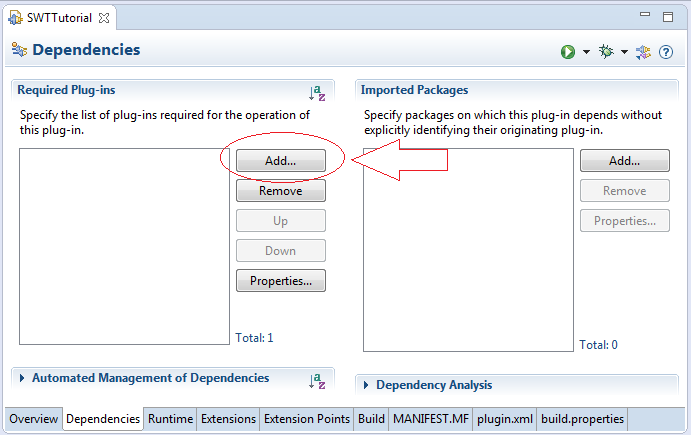 SWTTutorial
Dependencies
Required Plug-ins
a
z
Specify the list of plug-ins required for the operation of
this plug-in.
Add...
Remove
Up
Down
Properties...
Total: 1
Imported Packages
Specify packages on which this plug-in depends without
explicitly identifying their originating plug-in.
Add...
Remove
Properties...
Total: 0
Automated Management of Dependencies
a
z
Dependency Analysis
Overview Dependencies Runtime Extensions Extension Points Build MANIFEST.MF plugin.xml build.properties